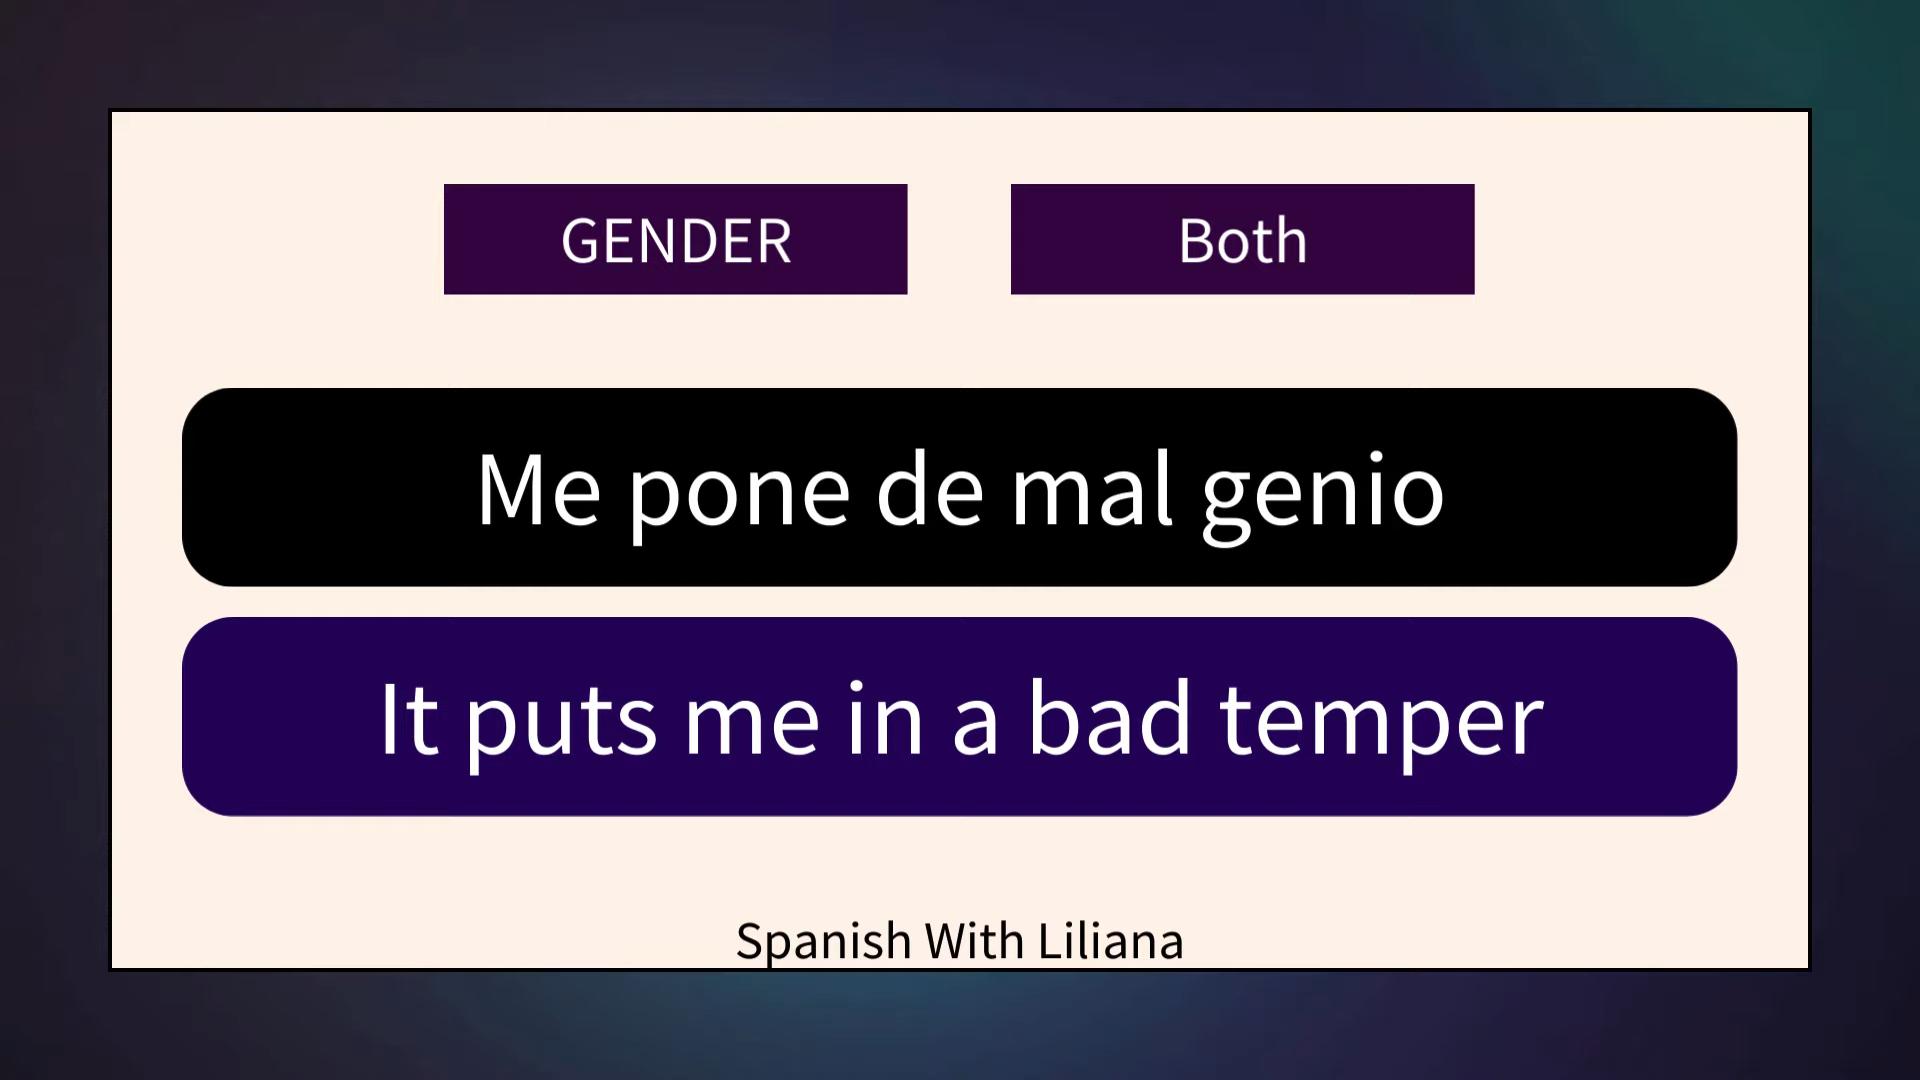 GENDER
Both
Me pone de mal genio
It puts me in a bad temper
Spanish With Liliana